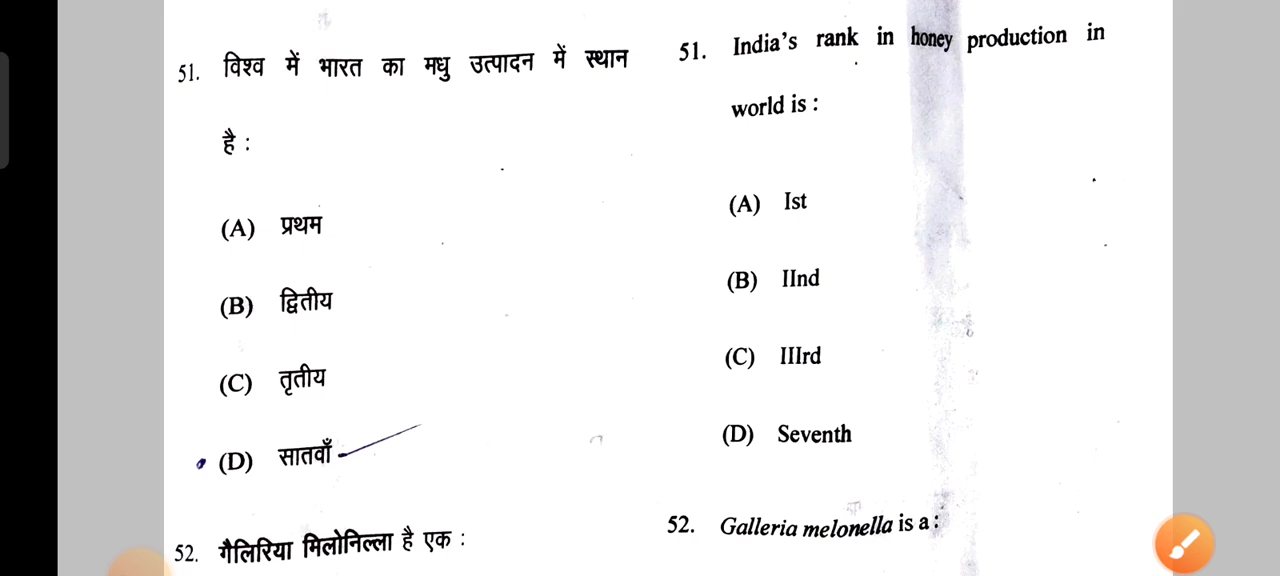 51. विश्व में भारत का मधु उत्पादन में स्थान
है :
(A) प्रथम
(B) द्वितीय
(C) तृतीय
(D) सातवाँ
52. गैलिरिया मिलोनिल्ला है एक :
51. India's rank in honey production in
world is :
(A) Ist
(B) IInd
(C) IIIrd
(D) Seventh
52. Galleria melonella is a :